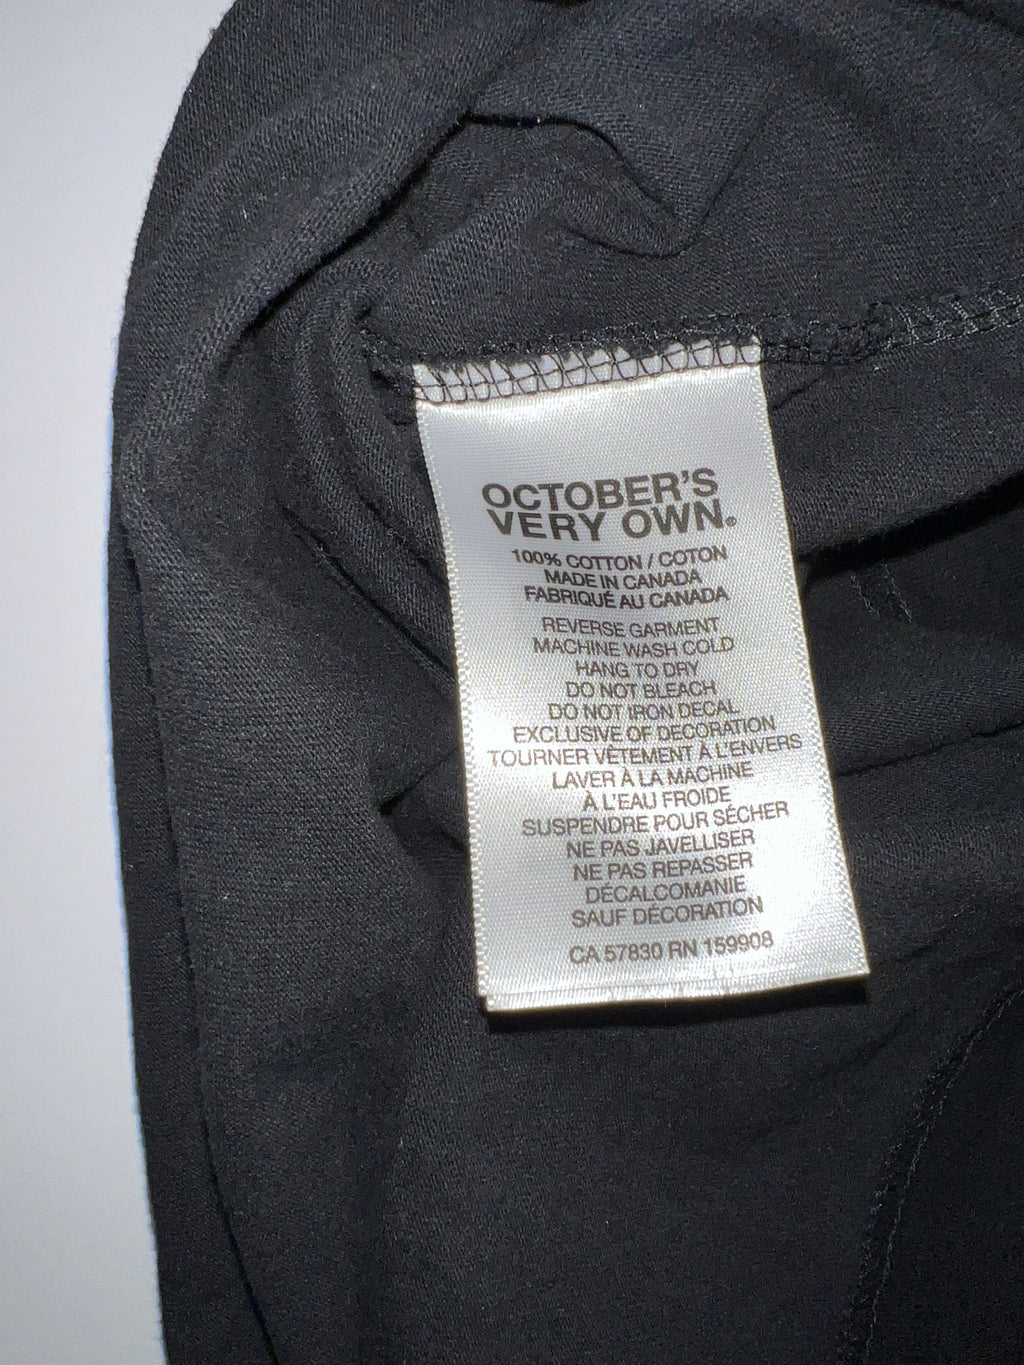 OCTOBER'S
VERY OWN®
100% COTTON / COTON
MADE IN CANADA
FABRIQUÉ AU CANADA
REVERSE GARMENT
MACHINE WASH COLD
HANG TO DRY
DO NOT BLEACH
DO NOT IRON DECAL
EXCLUSIVE OF DECORATION
TOURNER VÊTEMENT À L'ENVERS
LAVER À LA MACHINE
À L'EAU FROIDE
SUSPENDRE POUR SÉCHER
NE PAS JAVELLISER
NE PAS REPASSER
DÉCALCOMANIE
SAUF DÉCORATION
CA 57830 RN 159908